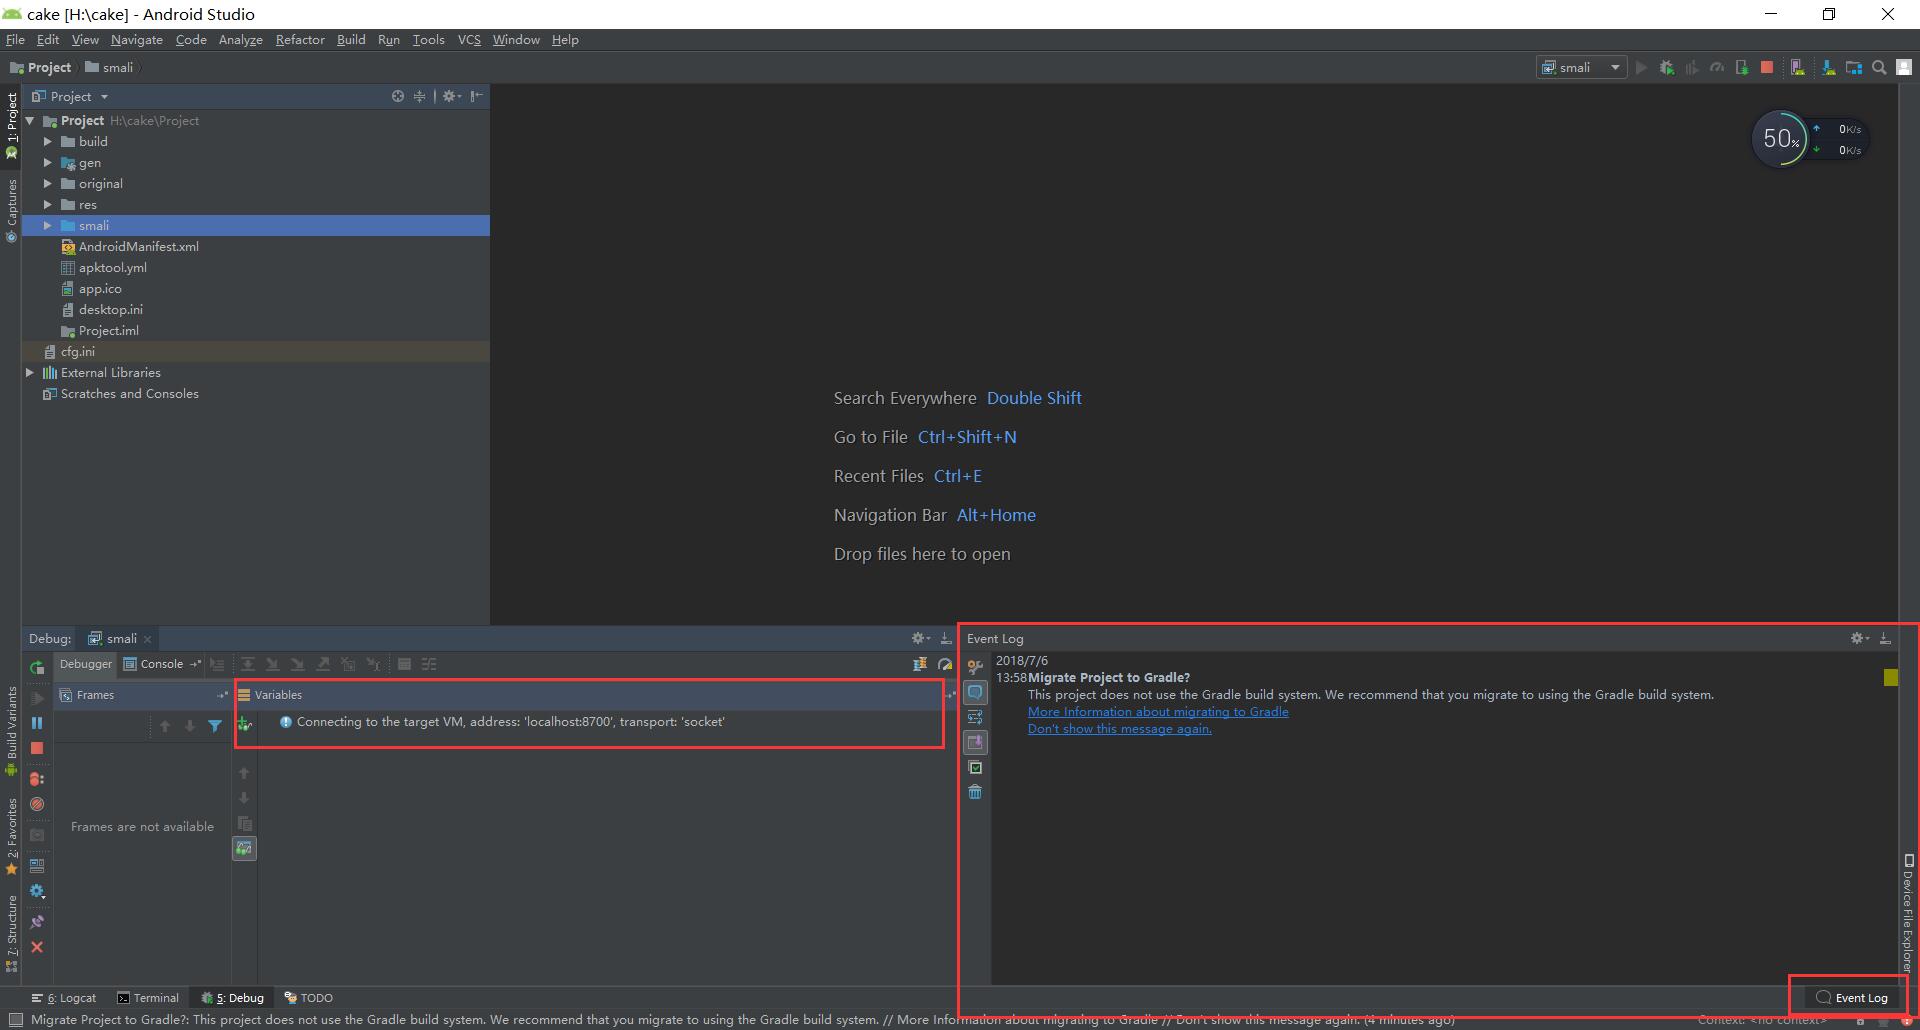 cake [H:\cake] - Android Studio
File Edit View Navigate Code Analyze Refactor Build Run Tools VCS Window Help
Project smali
smali
1: Project
Captures
Build Variants
2: Favorites
7: Structure
Project
Project H:\cake\Project
build
gen
original
res
smali
AndroidManifest.xml
apktool.yml
app.ico
desktop.ini
Project.iml
cfg.ini
External Libraries
Scratches and Consoles
50%
0K/s
0K/s
Search Everywhere Double Shift
Go to File Ctrl+Shift+N
Recent Files Ctrl+E
Navigation Bar Alt+Home
Drop files here to open
Debug: smali
Debugger Console
Frames
Variables
Connecting to the target VM, address: 'localhost:8700', transport: 'socket'
Frames are not available
Event Log
2018/7/6
13:58 Migrate Project to Gradle?
This project does not use the Gradle build system. We recommend that you migrate to using the Gradle build system.
More Information about migrating to Gradle
Don't show this message again.
Device File Explorer
6: Logcat Terminal 5: Debug TODO
Event Log
Migrate Project to Gradle?: This project does not use the Gradle build system. We recommend that you migrate to using the Gradle build system. // More Information about migrating to Gradle // Don't show this message again. (4 minutes ago)
Context: <no context>